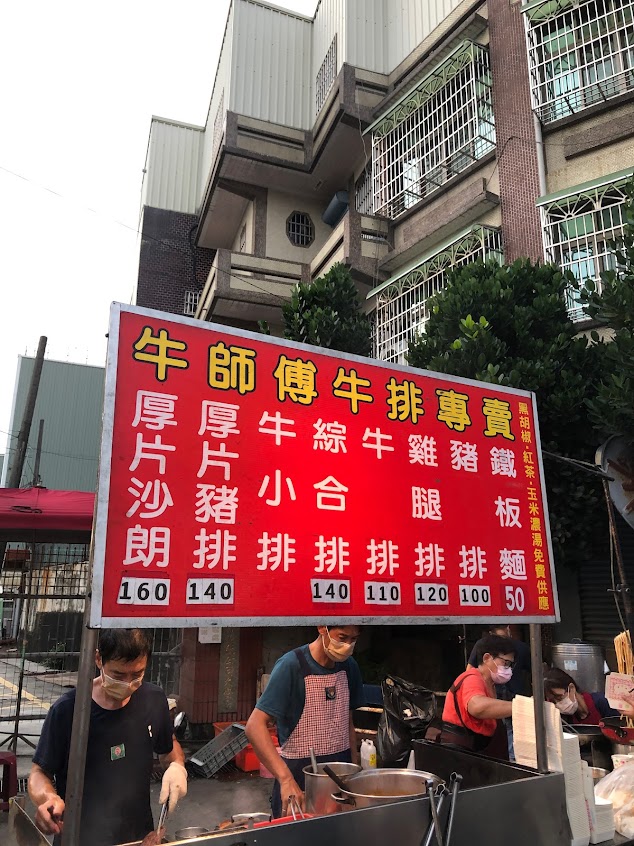 牛師傅牛排專賣
厚片沙朗 160
厚片豬排 140
牛小排
綜合排 140
牛排 110
雞腿排 120
豬排 100
鐵板麵 50
黑胡椒·紅茶·玉米濃湯免費供應